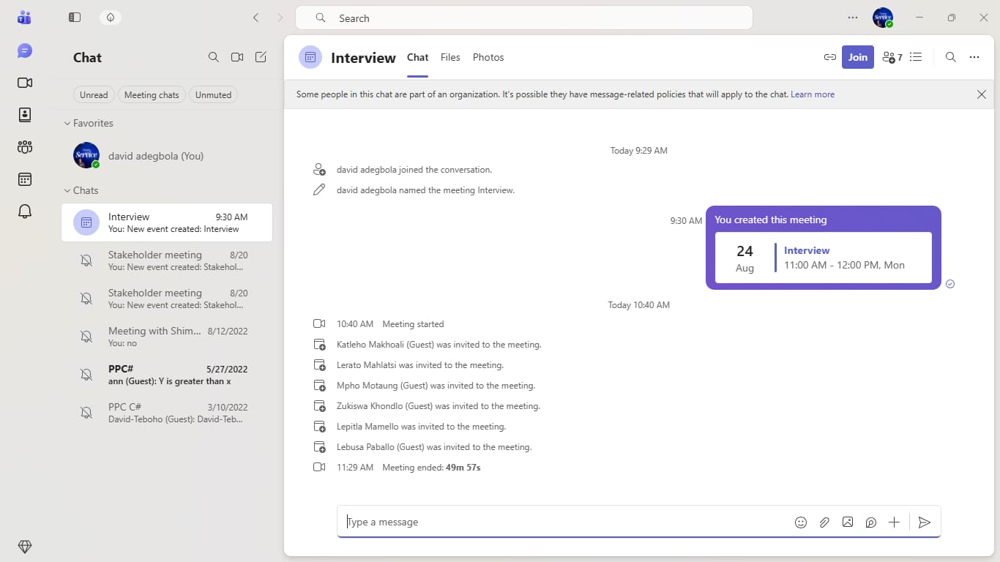 Search
Chat
Unread
Meeting chats
Unmuted
Favorites
david adegbola (You)
Chats
Interview 9:30 AM
You: New event created: Interview
Stakeholder meeting 8/20
You: New event created: Stakehol...
Stakeholder meeting 8/20
You: New event created: Stakehol...
Meeting with Shim... 8/12/2022
You: no
PPC# 5/27/2022
ann (Guest): Y is greater than x
PPC C# 3/10/2022
David-Teboho (Guest): David-Teb...
Interview Chat Files Photos Join 7
Some people in this chat are part of an organization. It's possible they have message-related policies that will apply to the chat. Learn more
Today 9:29 AM
david adegbola joined the conversation.
david adegbola named the meeting Interview.
9:30 AM
You created this meeting
24
Aug
Interview
11:00 AM - 12:00 PM, Mon
Today 10:40 AM
10:40 AM Meeting started
Katleho Makhoali (Guest) was invited to the meeting.
Lerato Mahlatsi was invited to the meeting.
Mpho Motaung (Guest) was invited to the meeting.
Zukiswa Khondlo (Guest) was invited to the meeting.
Lepitla Mamello was invited to the meeting.
Lebusa Paballo (Guest) was invited to the meeting.
11:29 AM Meeting ended: 49m 57s
Type a message